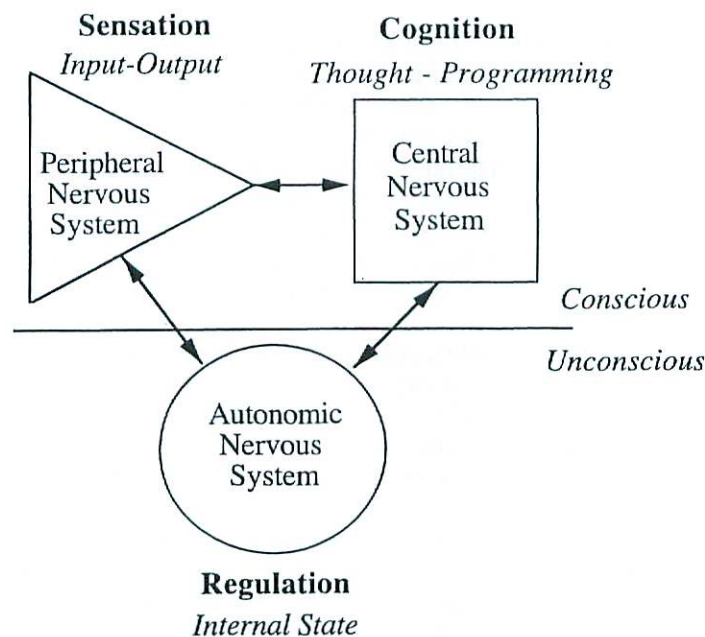 Sensation
Input-Output
Cognition
Thought - Programming
Peripheral
Nervous
System
Central
Nervous
System
Conscious
Unconscious
Autonomic
Nervous
System
Regulation
Internal State